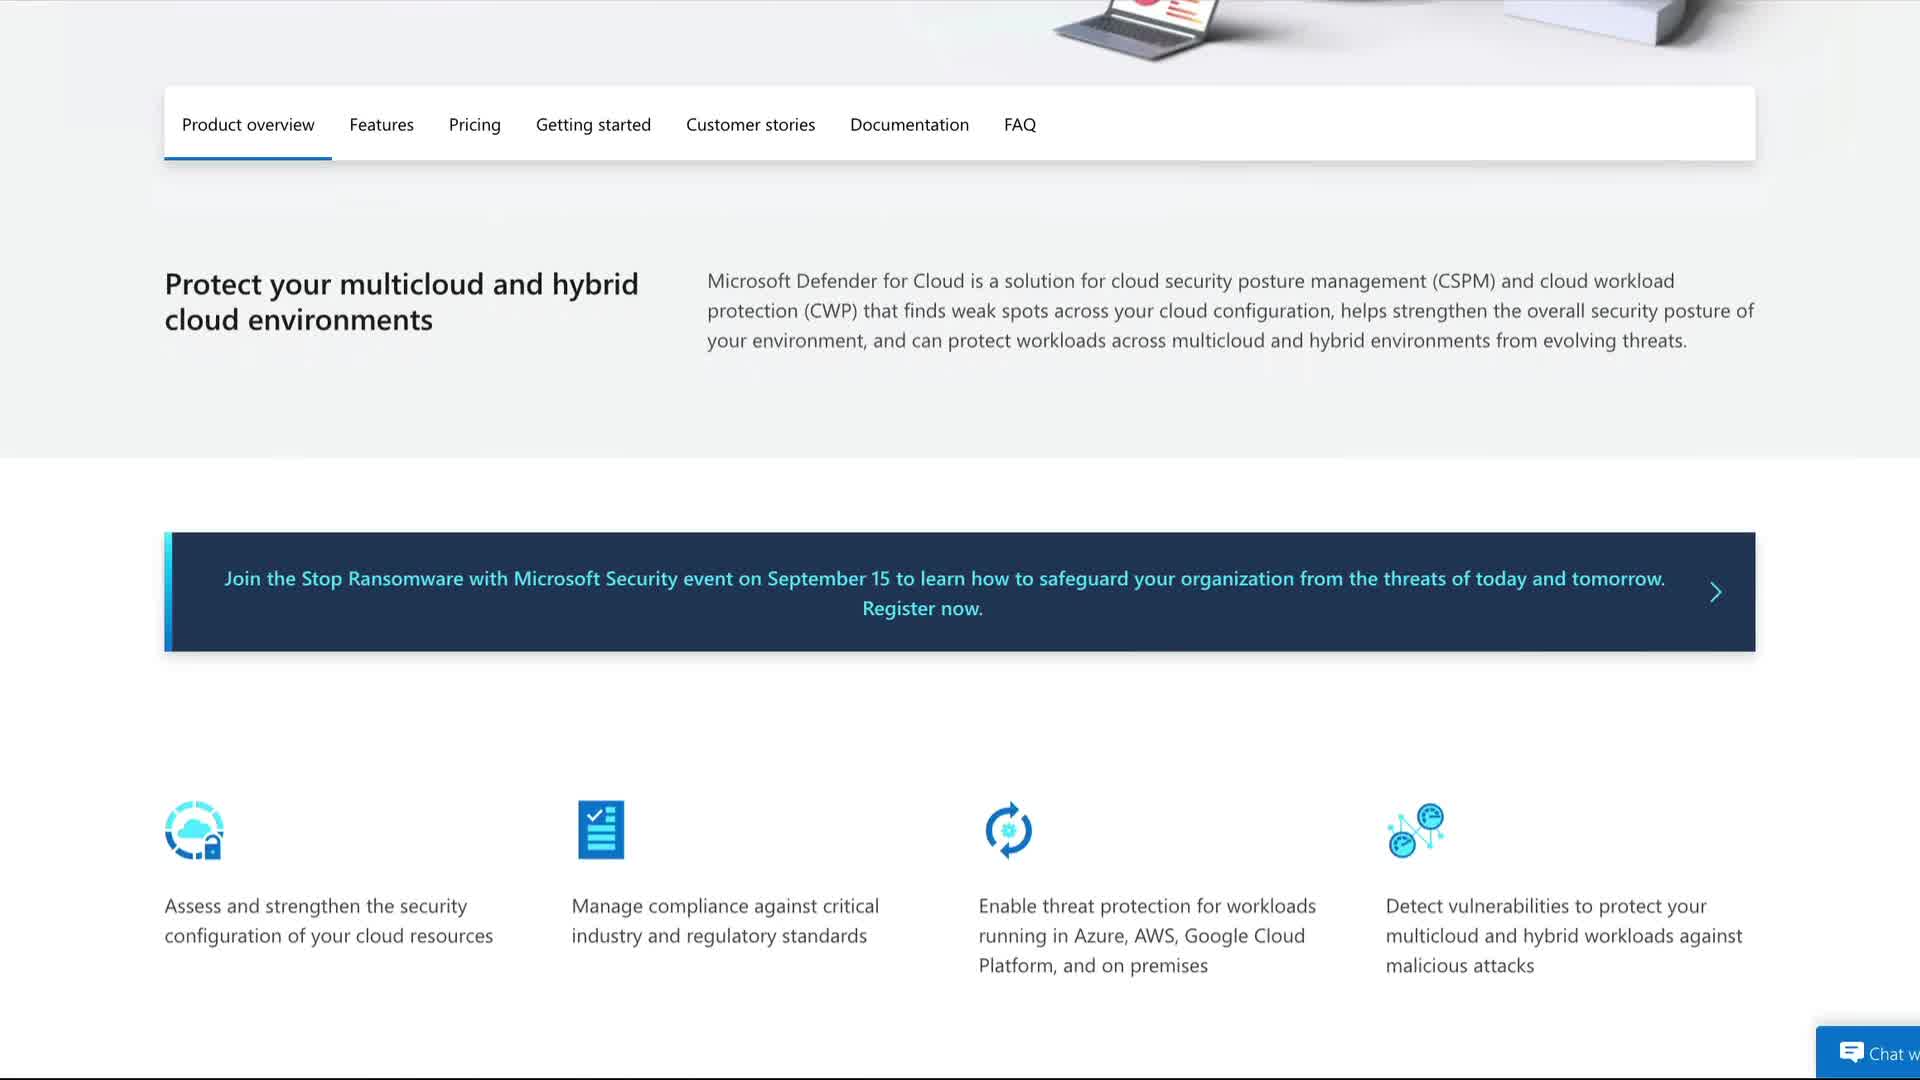 Product overview Features Pricing Getting started Customer stories Documentation FAQ
Protect your multicloud and hybrid
cloud environments
Microsoft Defender for Cloud is a solution for cloud security posture management (CSPM) and cloud workload
protection (CWP) that finds weak spots across your cloud configuration, helps strengthen the overall security posture of
your environment, and can protect workloads across multicloud and hybrid environments from evolving threats.
Join the Stop Ransomware with Microsoft Security event on September 15 to learn how to safeguard your organization from the threats of today and tomorrow.
Register now.
Assess and strengthen the security
configuration of your cloud resources
Manage compliance against critical
industry and regulatory standards
Enable threat protection for workloads
running in Azure, AWS, Google Cloud
Platform, and on premises
Detect vulnerabilities to protect your
multicloud and hybrid workloads against
malicious attacks
Chat w